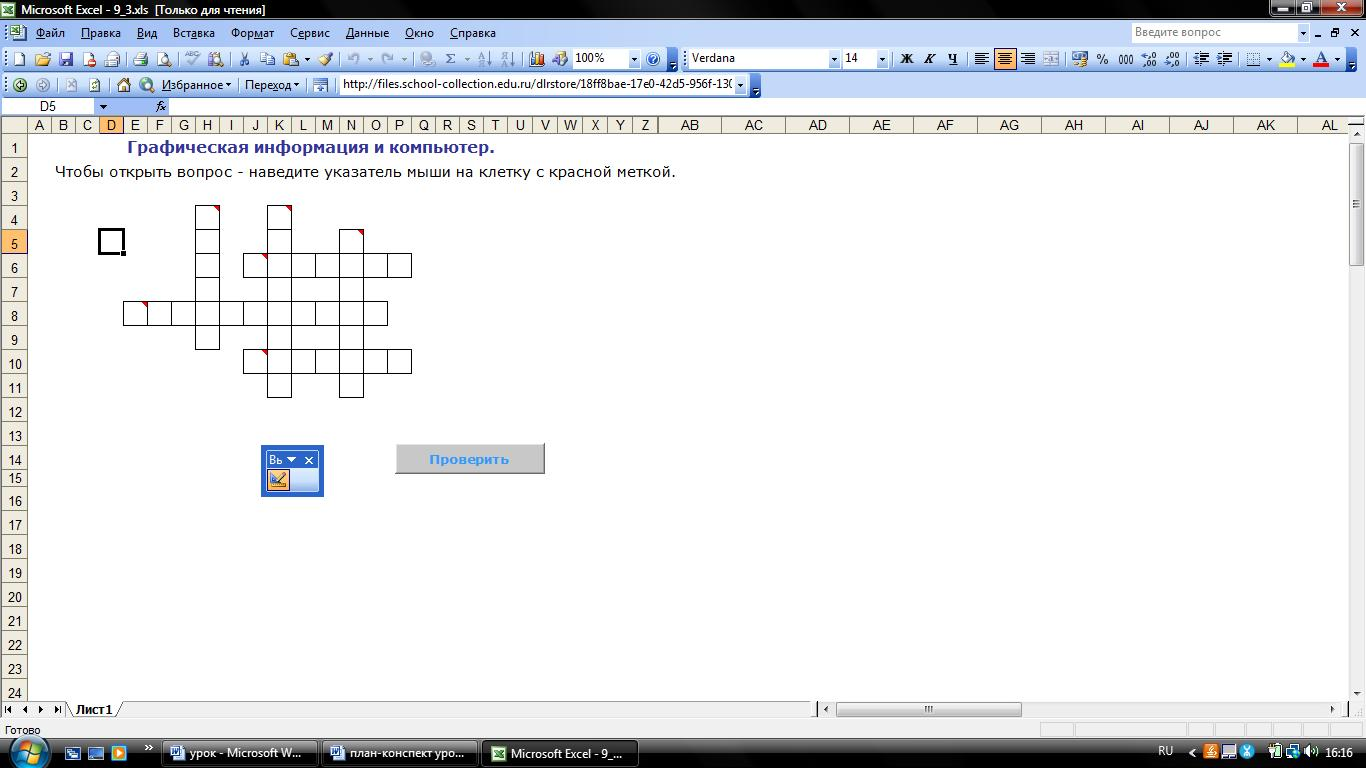 Microsoft Excel - 9_3.xls [Только для чтения]
Файл Правка Вид Вставка Формат Сервис Данные Окно Справка Введите вопрос
100% Verdana 14 Ж К Ч % 000
Избранное Переход http://files.school-collection.edu.ru/dlrstore/18ff8bae-17e0-42d5-956f-130
D5 fx
A B C D E F G H I J K L M N O P Q R S T U V W X Y Z AB AC AD AE AF AG AH AI AJ AK AL
1 Графическая информация и компьютер.
2 Чтобы открыть вопрос - наведите указатель мыши на клетку с красной меткой.
3
4
5
6
7
8
9
10
11
12
13
14 Вь Проверить
15
16
17
18
19
20
21
22
23
24
Лист1
Готово
урок - Microsoft W... план-конспект уро... Microsoft Excel - 9_... RU 16:16